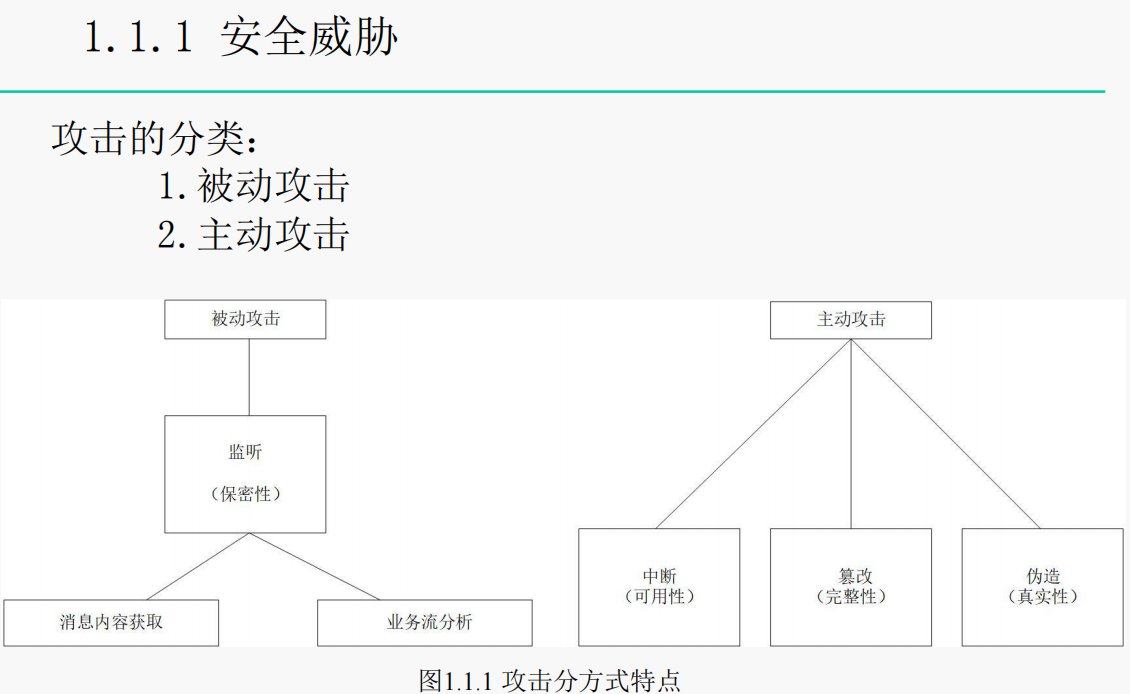 1.1.1 安全威胁
攻击的分类：
1.被动攻击
2.主动攻击
被动攻击
主动攻击
监听
（保密性）
中断
（可用性）
篡改
（完整性）
伪造
（真实性）
消息内容获取
业务流分析
图1.1.1 攻击分方式特点